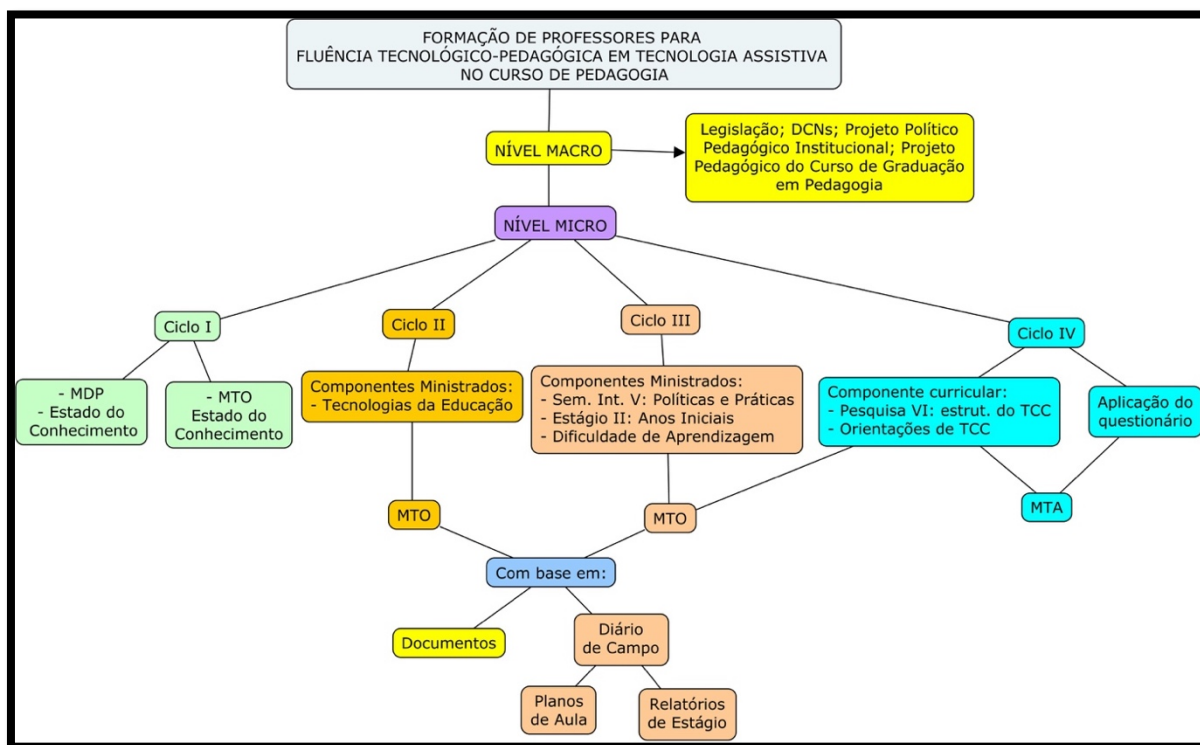 FORMAÇÃO DE PROFESSORES PARA
FLUÊNCIA TECNOLÓGICO-PEDAGÓGICA EM TECNOLOGIA ASSISTIVA
NO CURSO DE PEDAGOGIA
NÍVEL MACRO
Legislação; DCNs; Projeto Político
Pedagógico Institucional; Projeto
Pedagógico do Curso de Graduação
em Pedagogia
NÍVEL MICRO
Ciclo I
Ciclo II
Ciclo III
Ciclo IV
- MDP
- Estado do
Conhecimento
- MTO
Estado do
Conhecimento
Componentes Ministrados:
- Tecnologias da Educação
Componentes Ministrados:
- Sem. Int. V: Políticas e Práticas
- Estágio II: Anos Iniciais
- Dificuldade de Aprendizagem
Componente curricular:
- Pesquisa VI: estrut. do TCC
- Orientações de TCC
Aplicação do
questionário
MTO
MTO
MTA
Com base em:
Documentos
Diário
de Campo
Planos
de Aula
Relatórios
de Estágio